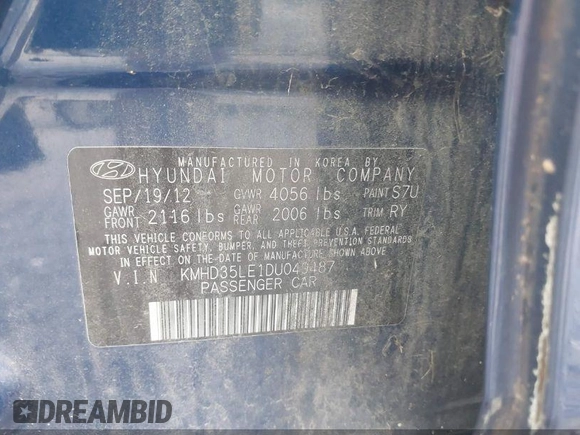 MANUFACTURED IN KOREA BY
HYUNDAI MOTOR COMPANY
SEP/19/12 GVWR 4056 lbs PAINT S7U
GAWR FRONT 2116 lbs GAWR REAR 2006 lbs TRIM RY
THIS VEHICLE CONFORMS TO ALL APPLICABLE U.S.A. FEDERAL
MOTOR VEHICLE SAFETY, BUMPER, AND THEFT PREVENTION STANDARDS
IN EFFECT ON THE DATE OF MANUFACTURE SHOWN ABOVE.
V.I.N KMHD35LE1DU049487
PASSENGER CAR
DREAMBID